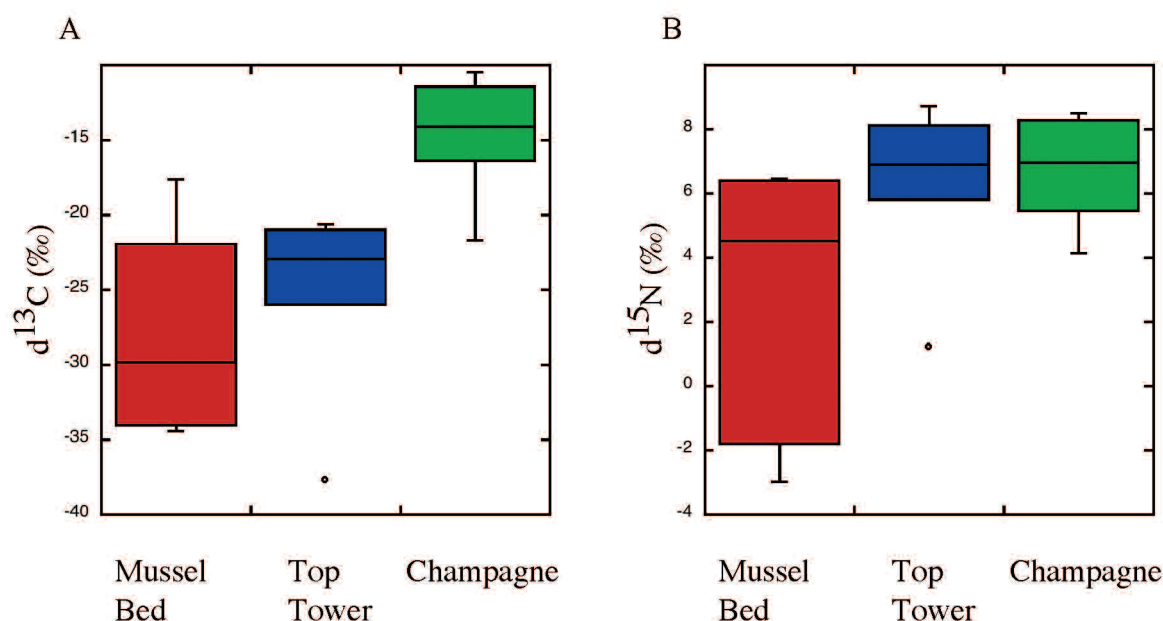 A
B
-15
-20
-25
-30
-35
-40
d13C (‰)
8
6
4
2
0
-2
-4
d15N (‰)
Mussel Bed
Top Tower
Champagne
Mussel Bed
Top Tower
Champagne